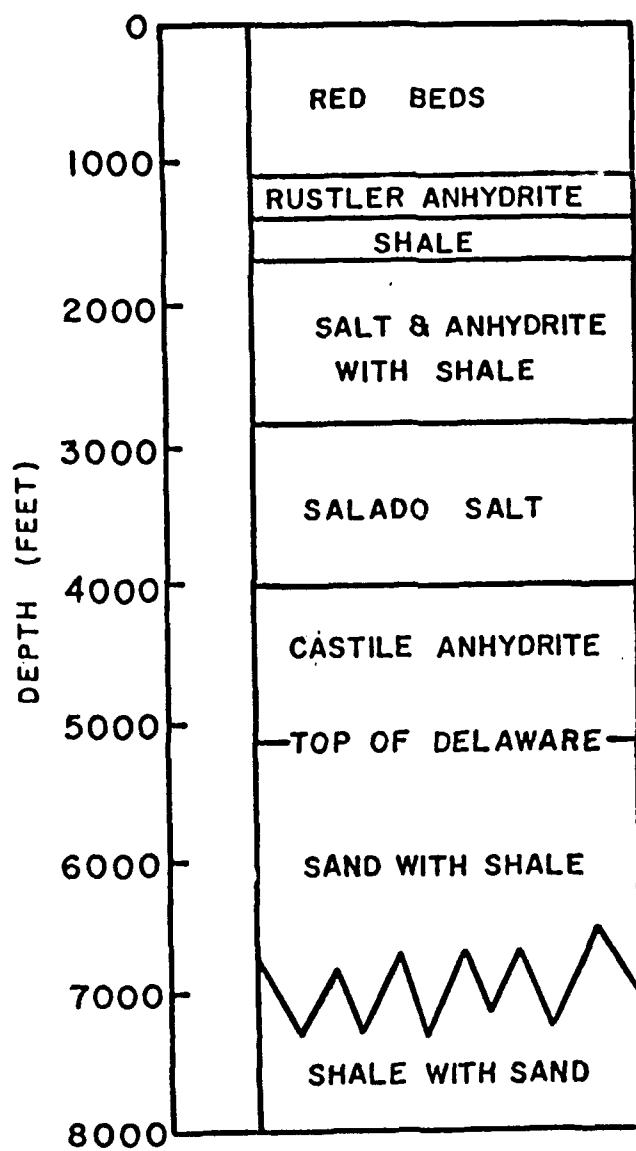 0
RED BEDS
1000
RUSTLER ANHYDRITE
SHALE
2000
SALT & ANHYDRITE
WITH SHALE
3000
SALADO SALT
DEPTH (FEET)
4000
CASTILE ANHYDRITE
5000
TOP OF DELAWARE
6000
SAND WITH SHALE
7000
SHALE WITH SAND
8000